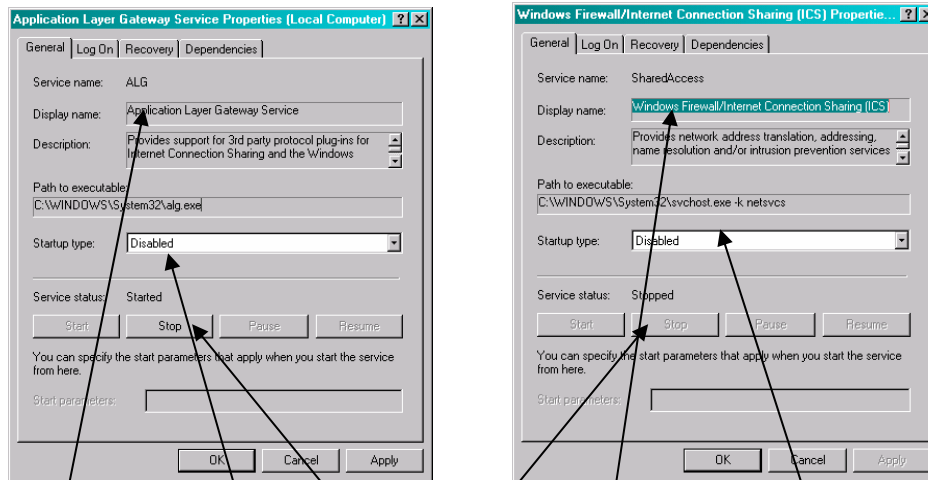 Application Layer Gateway Service Properties (Local Computer)
General Log On Recovery Dependencies
Service name: ALG
Display name: Application Layer Gateway Service
Description: Provides support for 3rd party protocol plug-ins for
Internet Connection Sharing and the Windows
Path to executable:
C:\WINDOWS\System32\alg.exe
Startup type: Disabled
Service status: Started
Start Stop Pause Resume
You can specify the start parameters that apply when you start the service
from here.
Start parameters:
OK Cancel Apply
Windows Firewall/Internet Connection Sharing (ICS) Propertie...
General Log On Recovery Dependencies
Service name: SharedAccess
Display name: Windows Firewall/Internet Connection Sharing (ICS)
Description: Provides network address translation, addressing,
name resolution and/or intrusion prevention services
Path to executable:
C:\WINDOWS\System32\svchost.exe -k netsvcs
Startup type: Disabled
Service status: Stopped
Start Stop Pause Resume
You can specify the start parameters that apply when you start the service
from here.
Start parameters:
OK Cancel Apply